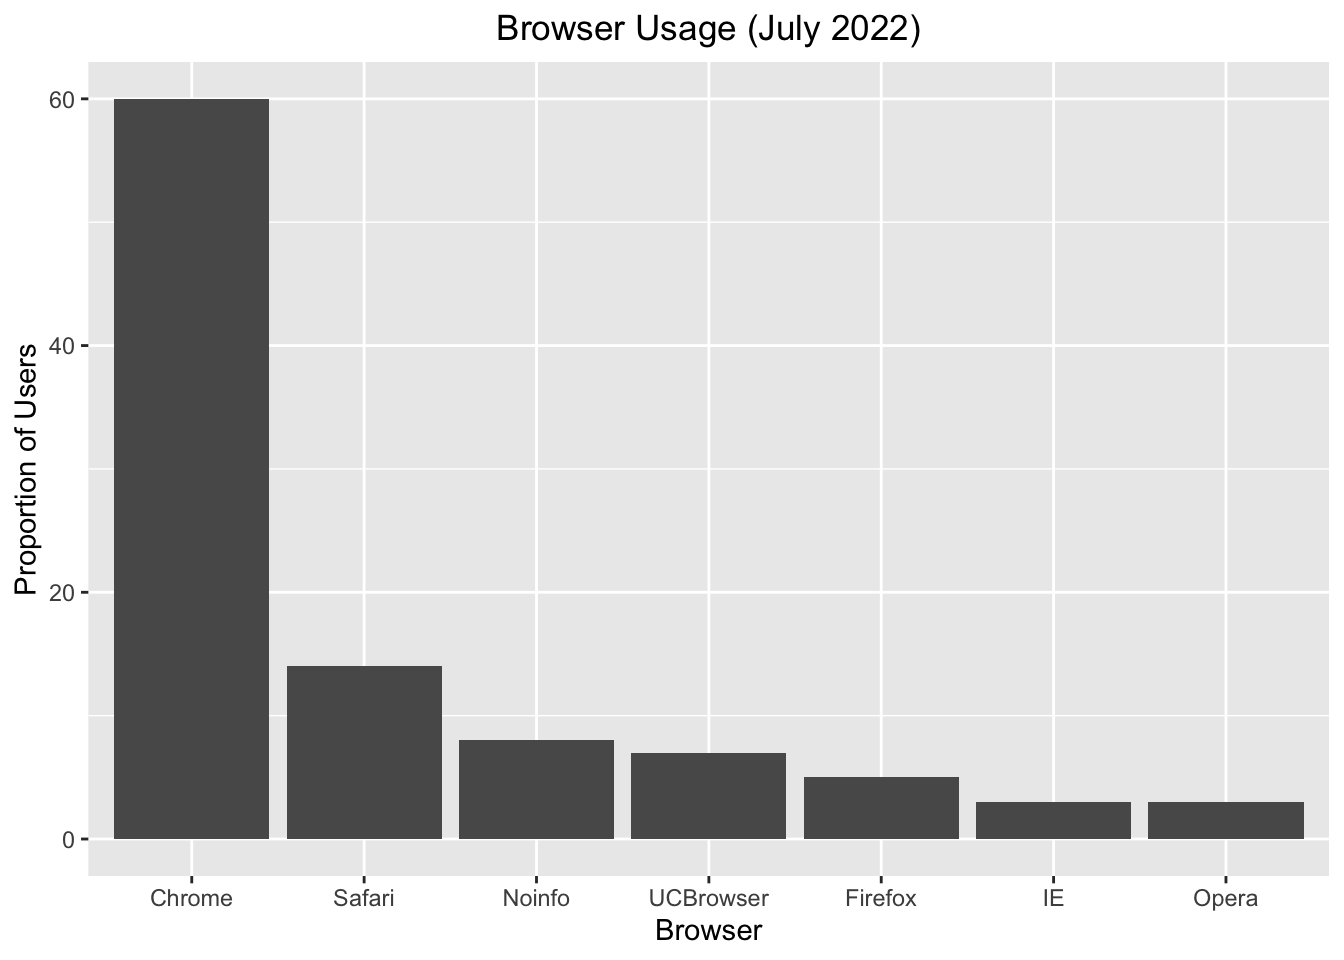 Browser Usage (July 2022)
Proportion of Users
60
40
20
0
Chrome Safari Noinfo UCBrowser Firefox IE Opera
Browser